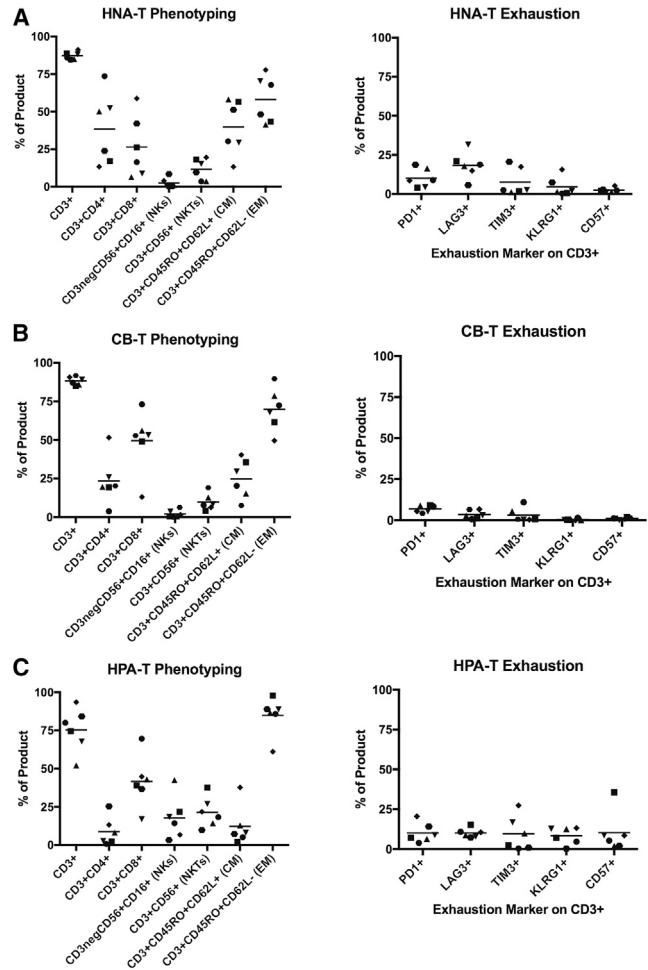 A
HNA-T Phenotyping
% of Product
100
75
50
25
0
CD3+
CD3+CD4+
CD3+CD8+
CD3negCD56+CD16+ (NKs)
CD3+CD56+ (NKTs)
CD3+CD45RO+CD62L+ (CM)
CD3+CD45RO+CD62L- (EM)
HNA-T Exhaustion
% of Product
100
75
50
25
0
PD1+
LAG3+
TIM3+
KLRG1+
CD57+
Exhaustion Marker on CD3+
B
CB-T Phenotyping
% of Product
100
75
50
25
0
CD3+
CD3+CD4+
CD3+CD8+
CD3negCD56+CD16+ (NKs)
CD3+CD56+ (NKTs)
CD3+CD45RO+CD62L+ (CM)
CD3+CD45RO+CD62L- (EM)
CB-T Exhaustion
% of Product
100
75
50
25
0
PD1+
LAG3+
TIM3+
KLRG1+
CD57+
Exhaustion Marker on CD3+
C
HPA-T Phenotyping
% of Product
100
75
50
25
0
CD3+
CD3+CD4+
CD3+CD8+
CD3negCD56+CD16+ (NKs)
CD3+CD56+ (NKTs)
CD3+CD45RO+CD62L+ (CM)
CD3+CD45RO+CD62L- (EM)
HPA-T Exhaustion
% of Product
100
75
50
25
0
PD1+
LAG3+
TIM3+
KLRG1+
CD57+
Exhaustion Marker on CD3+